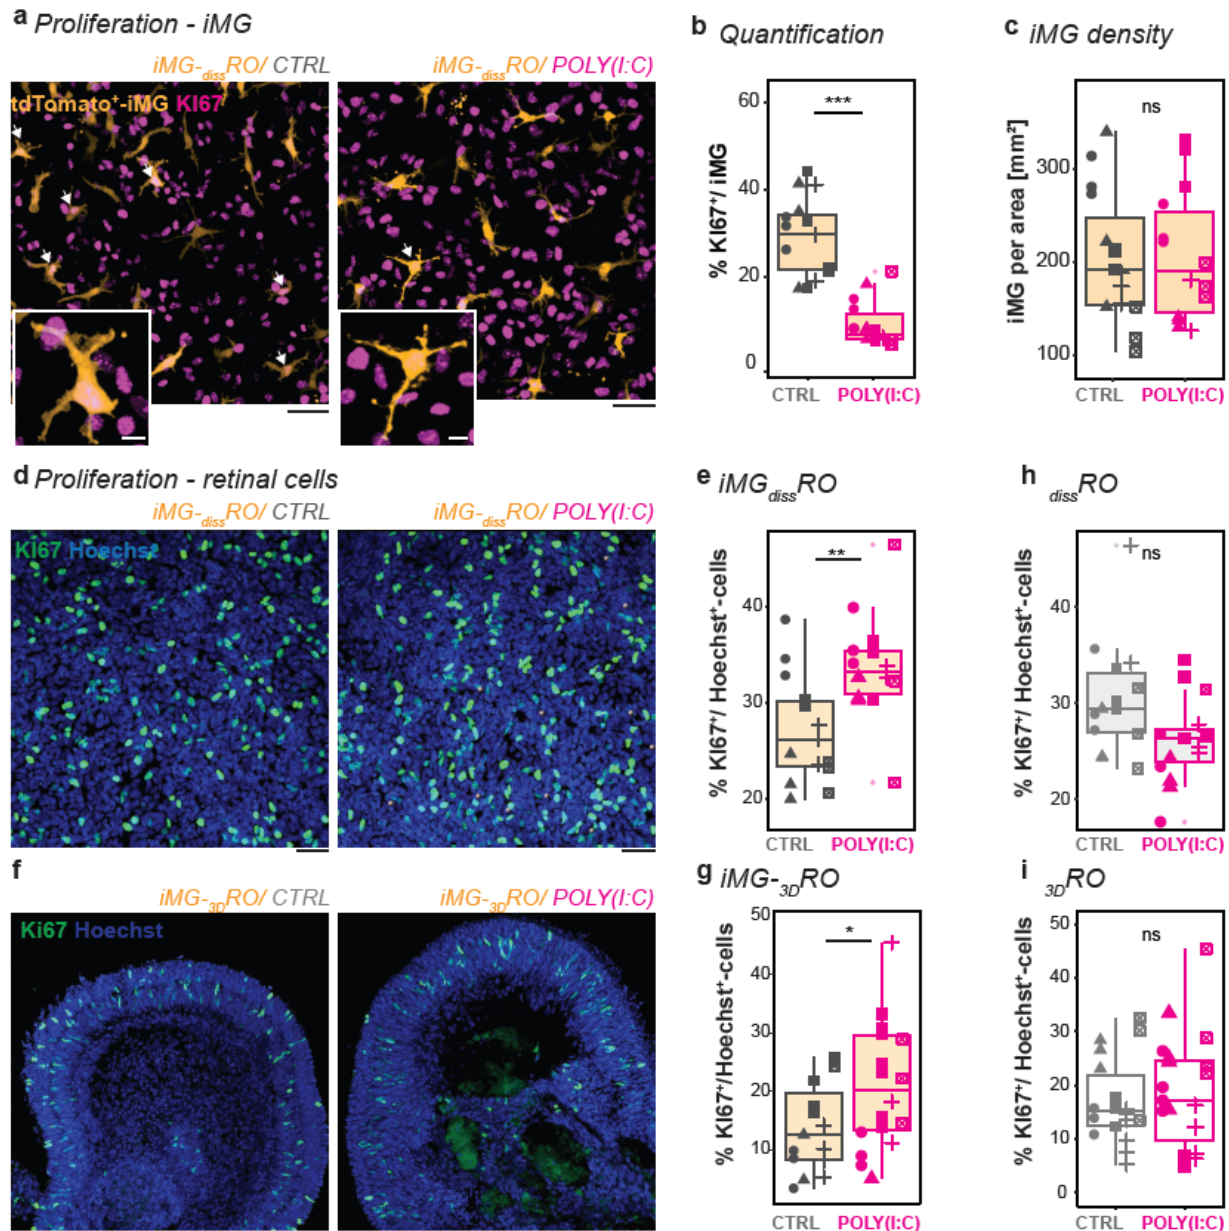 a Proliferation - iMG
iMG-dissRO/ CTRL
iMG-dissRO/ POLY(I:C)
tdTomato⁺-iMG KI67
b Quantification
% KI67⁺/ iMG
60
40
20
0
***
CTRL POLY(I:C)
c iMG density
iMG per area [mm²]
300
200
100
ns
CTRL POLY(I:C)
d Proliferation - retinal cells
iMG-dissRO/ CTRL
iMG-dissRO/ POLY(I:C)
Ki67 Hoechst
e iMGdissRO
% KI67⁺/ Hoechst⁺-cells
40
30
20
**
CTRL POLY(I:C)
h dissRO
% KI67⁺/ Hoechst⁺-cells
40
30
20
ns
CTRL POLY(I:C)
f
iMG-3DRO/ CTRL
iMG-3DRO/ POLY(I:C)
Ki67 Hoechst
g iMG-3DRO
% KI67⁺/Hoechst⁺-cells
50
40
30
20
10
*
CTRL POLY(I:C)
i 3DRO
% KI67⁺/ Hoechst⁺-cells
50
40
30
20
10
0
ns
CTRL POLY(I:C)